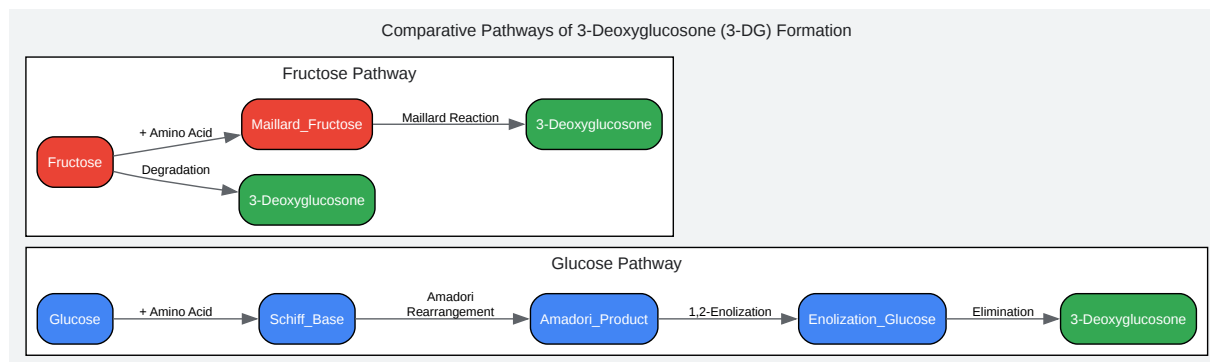 Comparative Pathways of 3-Deoxyglucosone (3-DG) Formation
Fructose Pathway
Fructose
+ Amino Acid
Maillard_Fructose
Maillard Reaction
3-Deoxyglucosone
Degradation
3-Deoxyglucosone
Glucose Pathway
Glucose
+ Amino Acid
Schiff_Base
Amadori
Rearrangement
Amadori_Product
1,2-Enolization
Enolization_Glucose
Elimination
3-Deoxyglucosone